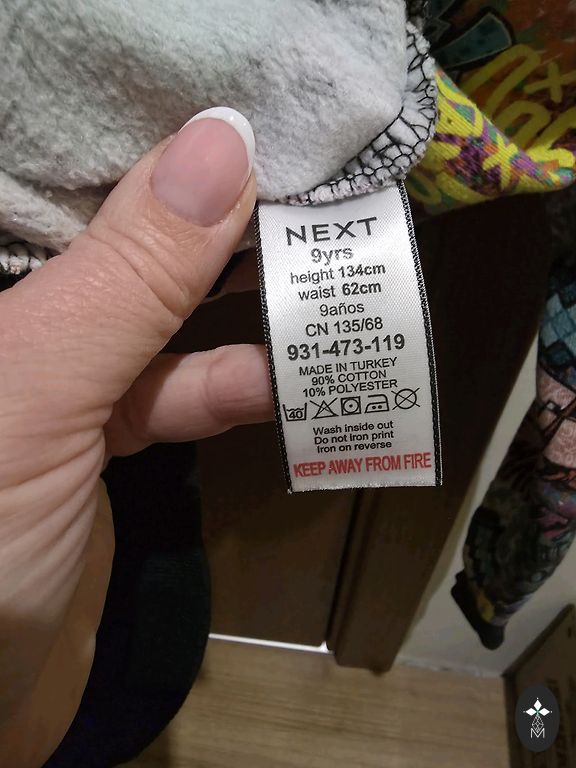 NEXT
9yrs
height 134cm
waist 62cm
9años
CN 135/68
931-473-119
MADE IN TURKEY
90% COTTON
10% POLYESTER
40
Wash inside out
Do not Iron print
Iron on reverse
KEEP AWAY FROM FIRE
M